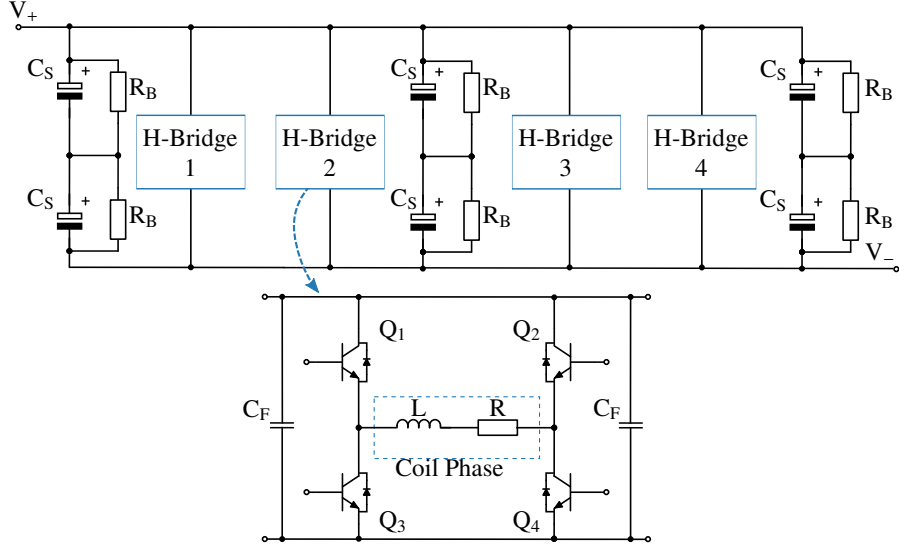 V+
CS + RB
H-Bridge
1
H-Bridge
2
CS + RB
H-Bridge
3
H-Bridge
4
CS + RB
CS + RB
CS + RB
CS + RB
V−
Q1 Q2
CF L R CF
Coil Phase
Q3 Q4